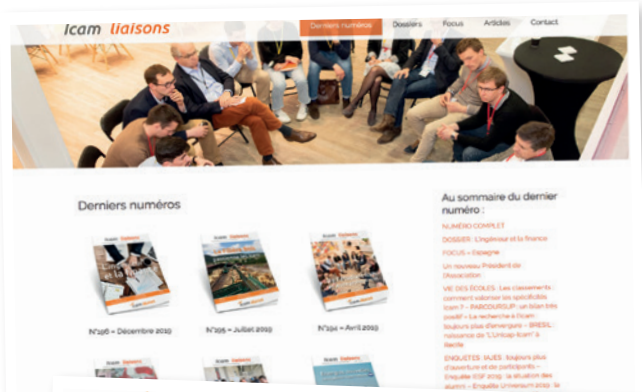 Icam liaisons
Derniers numéros Dossiers Focus Articles Contact
Derniers numéros
N°196 – Décembre 2019
N°195 – Juillet 2019
N°194 – Avril 2019
Au sommaire du dernier
numéro :
NUMÉRO COMPLET
DOSSIER : L'ingénieur et la finance
FOCUS – Espagne
Un nouveau Président de
l'Association
VIE DES ÉCOLES : Les classements :
comment valoriser les spécificités
Icam ? – PARCOURSUP : un bilan très
positif – La recherche à l'Icam :
toujours plus d'envergure – BRESIL :
naissance de "L'Unicap-Icam" à
Recife
ENQUETES IAJES : toujours plus
d'ouverture et de participants –
Enquête IESF 2019 : la situation des
alumni – Enquête Universum 2019 : la